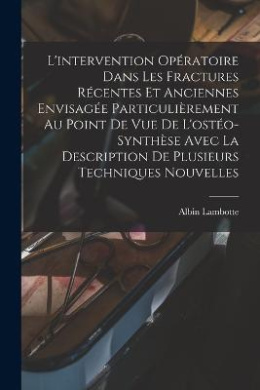 L'intervention Opératoire
Dans Les Fractures
Récentes Et Anciennes
Envisagée Particulièrement
Au Point De Vue De L'ostéo-
Synthèse Avec La
Description De Plusieurs
Techniques Nouvelles
Albin Lambotte